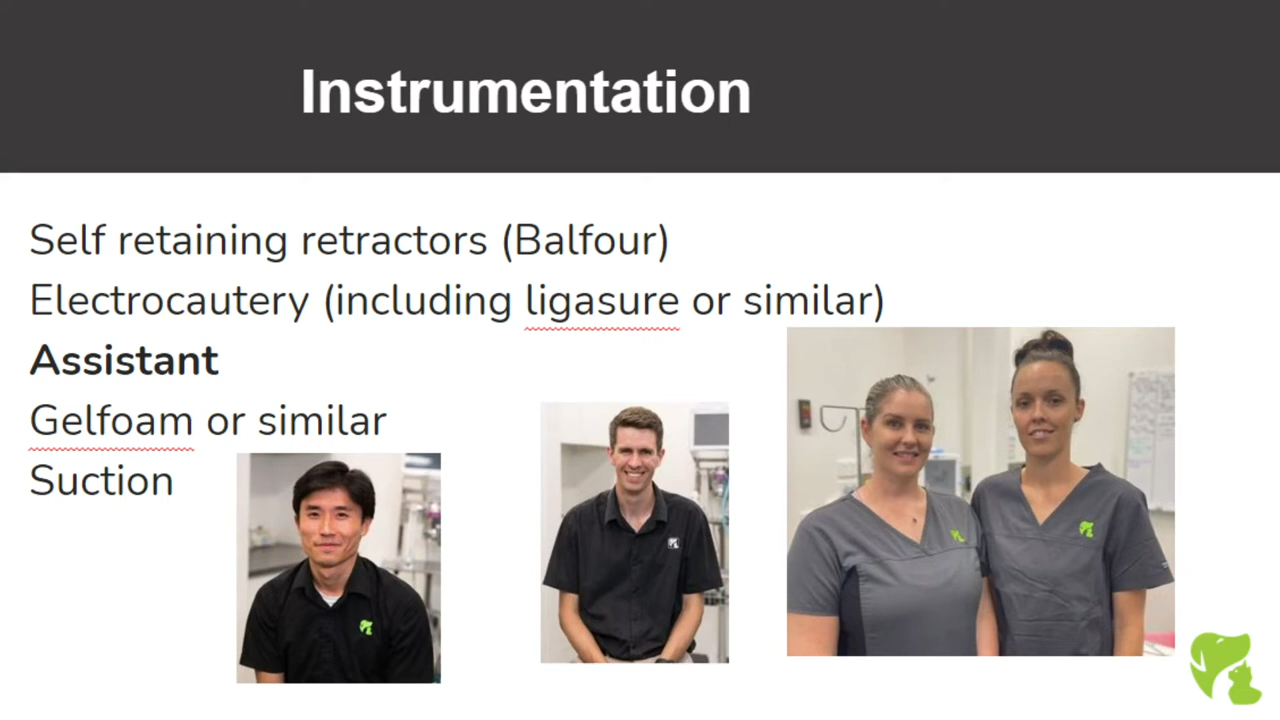 Instrumentation
Self retaining retractors (Balfour)
Electrocautery (including ligasure or similar)
Assistant
Gelfoam or similar
Suction